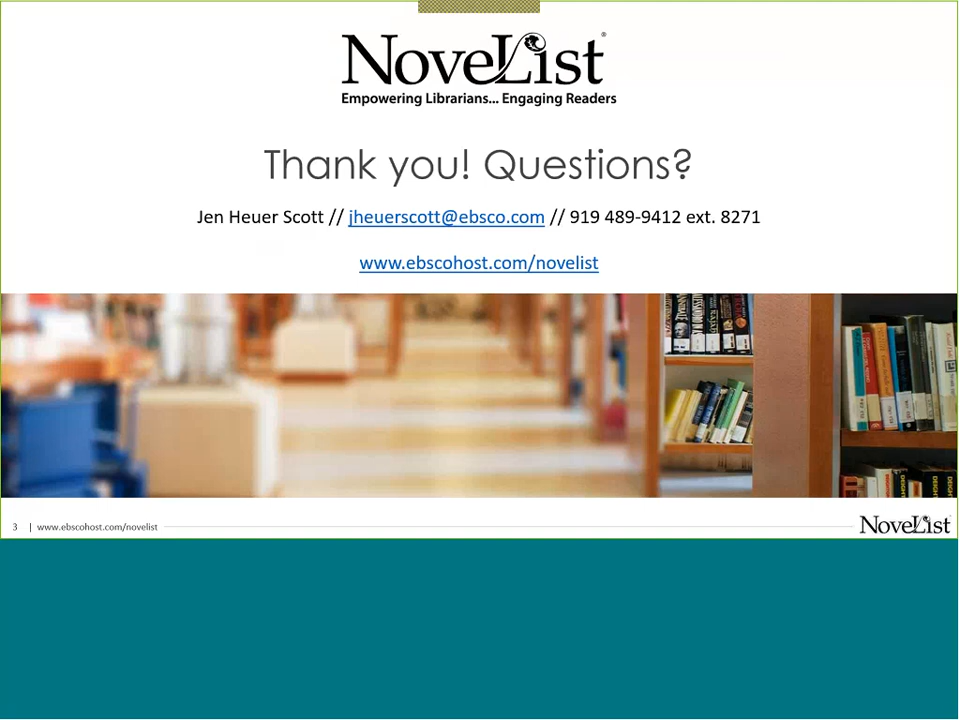 NoveList®
Empowering Librarians... Engaging Readers
Thank you! Questions?
Jen Heuer Scott // jheuerscott@ebsco.com // 919 489-9412 ext. 8271
www.ebscohost.com/novelist
3 | www.ebscohost.com/novelist
NoveList